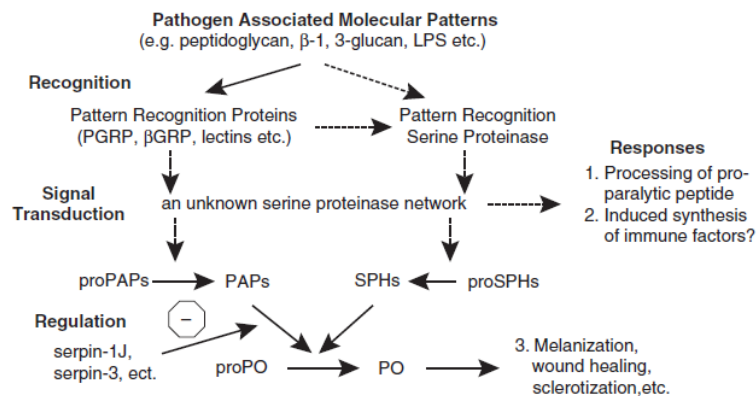 Pathogen Associated Molecular Patterns
(e.g. peptidoglycan, β-1, 3-glucan, LPS etc.)
Recognition
Pattern Recognition Proteins
(PGRP, βGRP, lectins etc.)
Pattern Recognition
Serine Proteinase
Responses
1. Processing of pro-
paralytic peptide
2. Induced synthesis
of immune factors?
Signal
Transduction
an unknown serine proteinase network
proPAPs
PAPs
SPHs
proSPHs
Regulation
−
serpin-1J,
serpin-3, ect.
proPO
PO
3. Melanization,
wound healing,
sclerotization,etc.